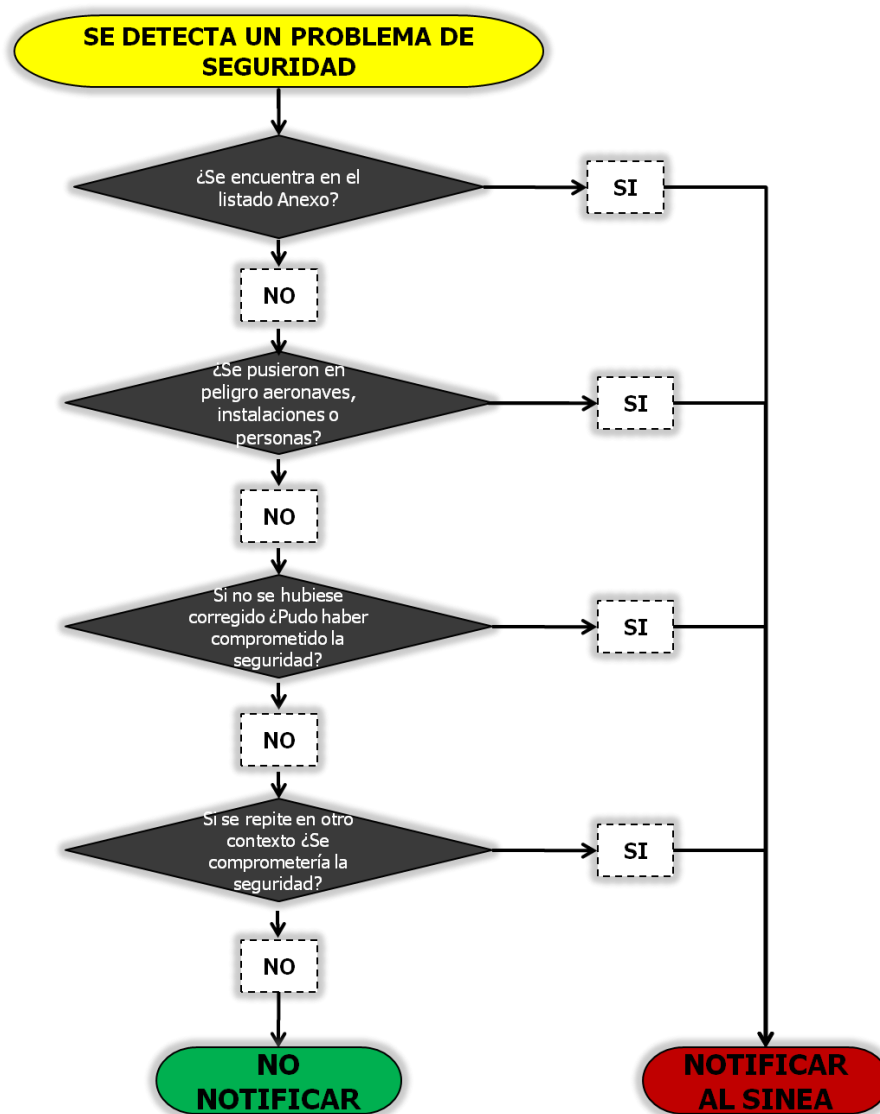 SE DETECTA UN PROBLEMA DE
SEGURIDAD
¿Se encuentra en el
listado Anexo?
SI
NO
¿Se pusieron en
peligro aeronaves,
instalaciones o
personas?
SI
NO
Si no se hubiese
corregido ¿Pudo haber
comprometido la
seguridad?
SI
NO
Si se repite en otro
contexto ¿Se
comprometería la
seguridad?
SI
NO
NO
NOTIFICAR
NOTIFICAR
AL SINEA